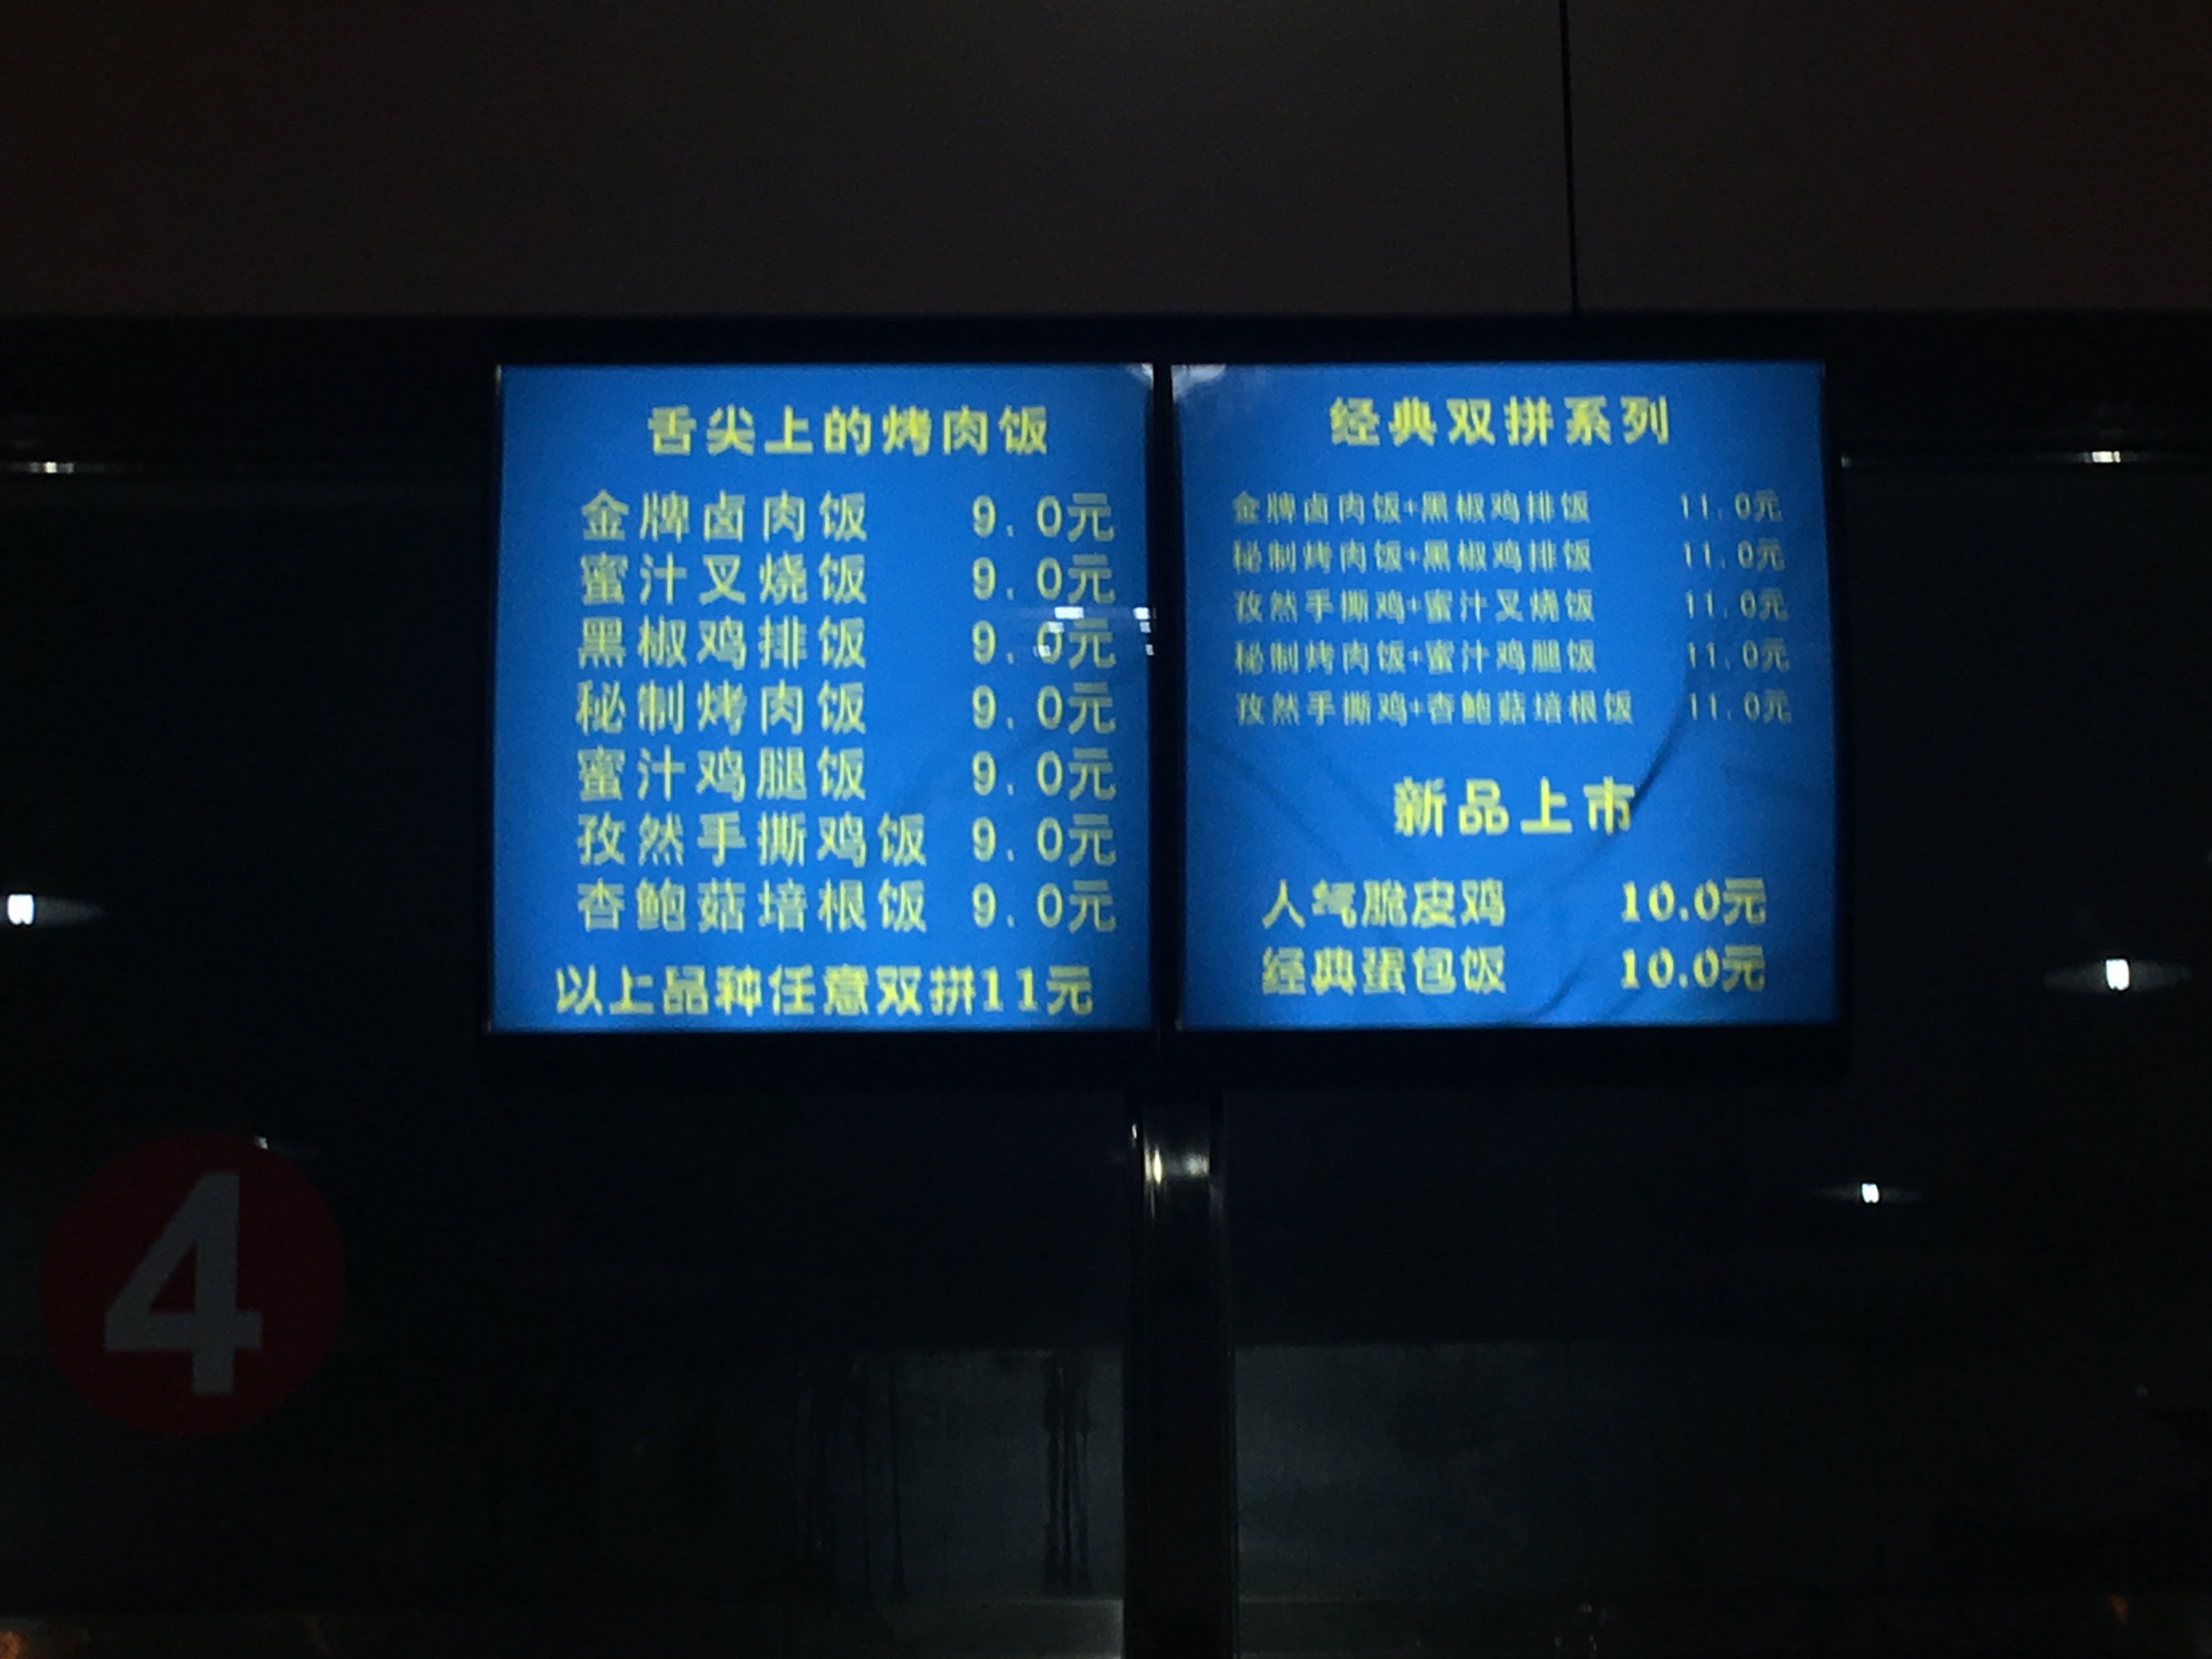 舌尖上的烤肉饭
金牌卤肉饭 9.0元
蜜汁叉烧饭 9.0元
黑椒鸡排饭 9.0元
秘制烤肉饭 9.0元
蜜汁鸡腿饭 9.0元
孜然手撕鸡饭 9.0元
杏鲍菇培根饭 9.0元
以上品种任意双拼11元
经典双拼系列
金牌卤肉饭+黑椒鸡排饭 11.0元
秘制烤肉饭+黑椒鸡排饭 11.0元
孜然手撕鸡+蜜汁叉烧饭 11.0元
秘制烤肉饭+蜜汁鸡腿饭 11.0元
孜然手撕鸡+杏鲍菇培根饭 11.0元
新品上市
人气脆皮鸡 10.0元
经典蛋包饭 10.0元
4